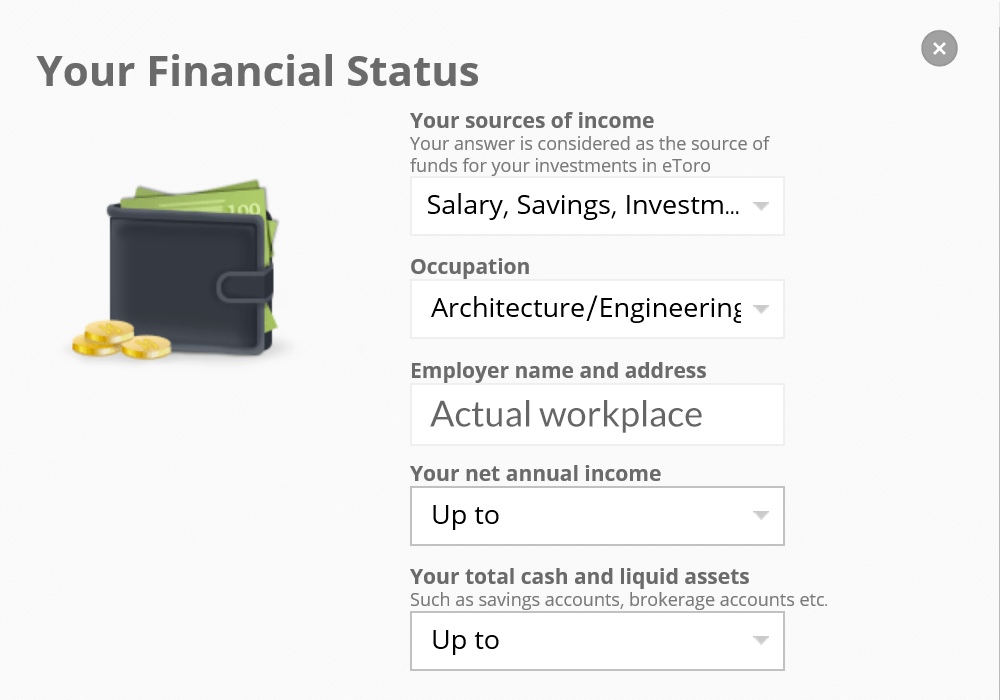 Your Financial Status
Your sources of income
Your answer is considered as the source of
funds for your investments in eToro
Salary, Savings, Investm...
Occupation
Architecture/Engineering
Employer name and address
Actual workplace
Your net annual income
Up to
Your total cash and liquid assets
Such as savings accounts, brokerage accounts etc.
Up to
100